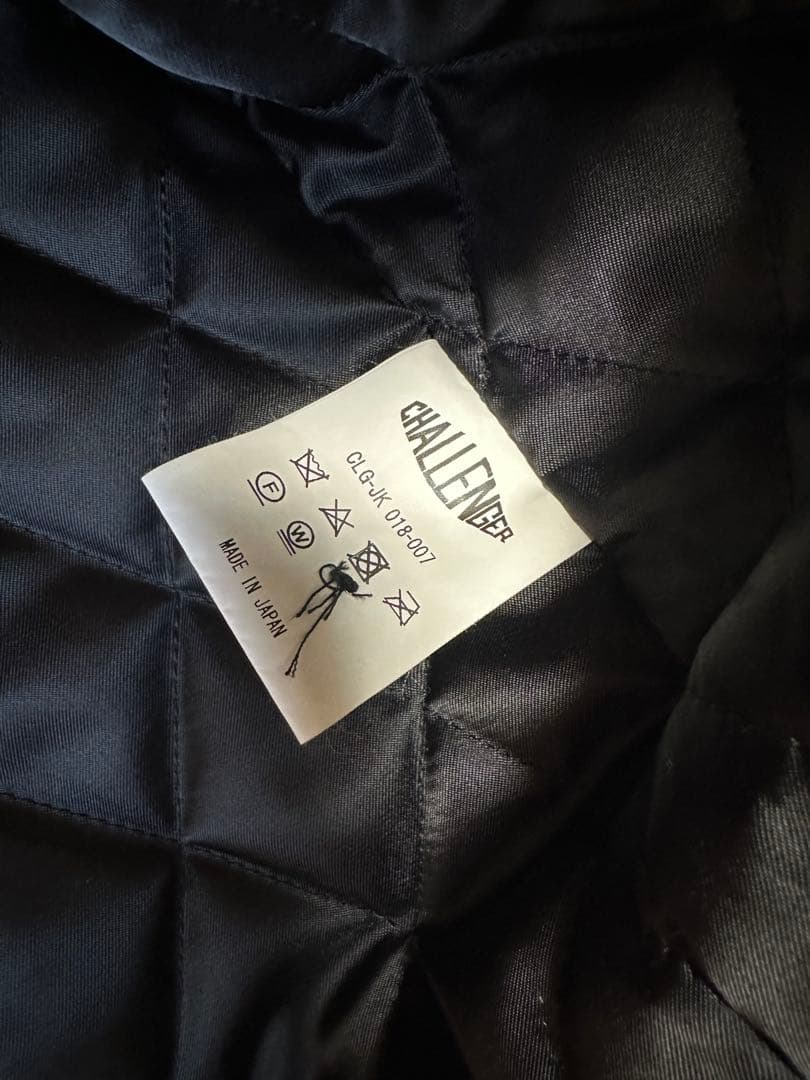 CHALLENGER
CLG-JK 018-007
F
W
MADE IN JAPAN